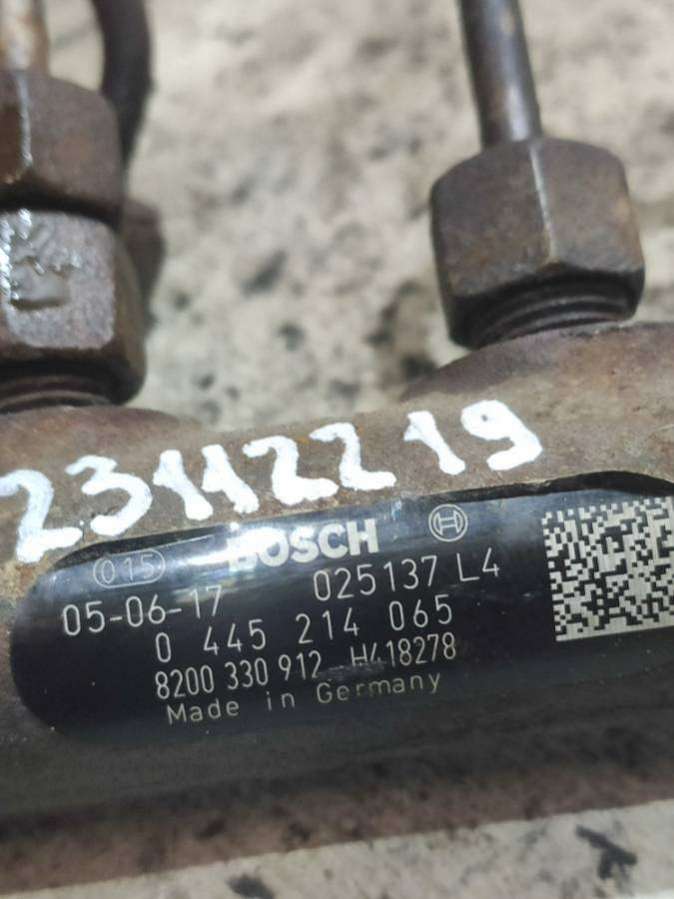 23112219
015 BOSCH
05-06-17 025137 L4
0 445 214 065
8200 330 912 H418278
Made in Germany